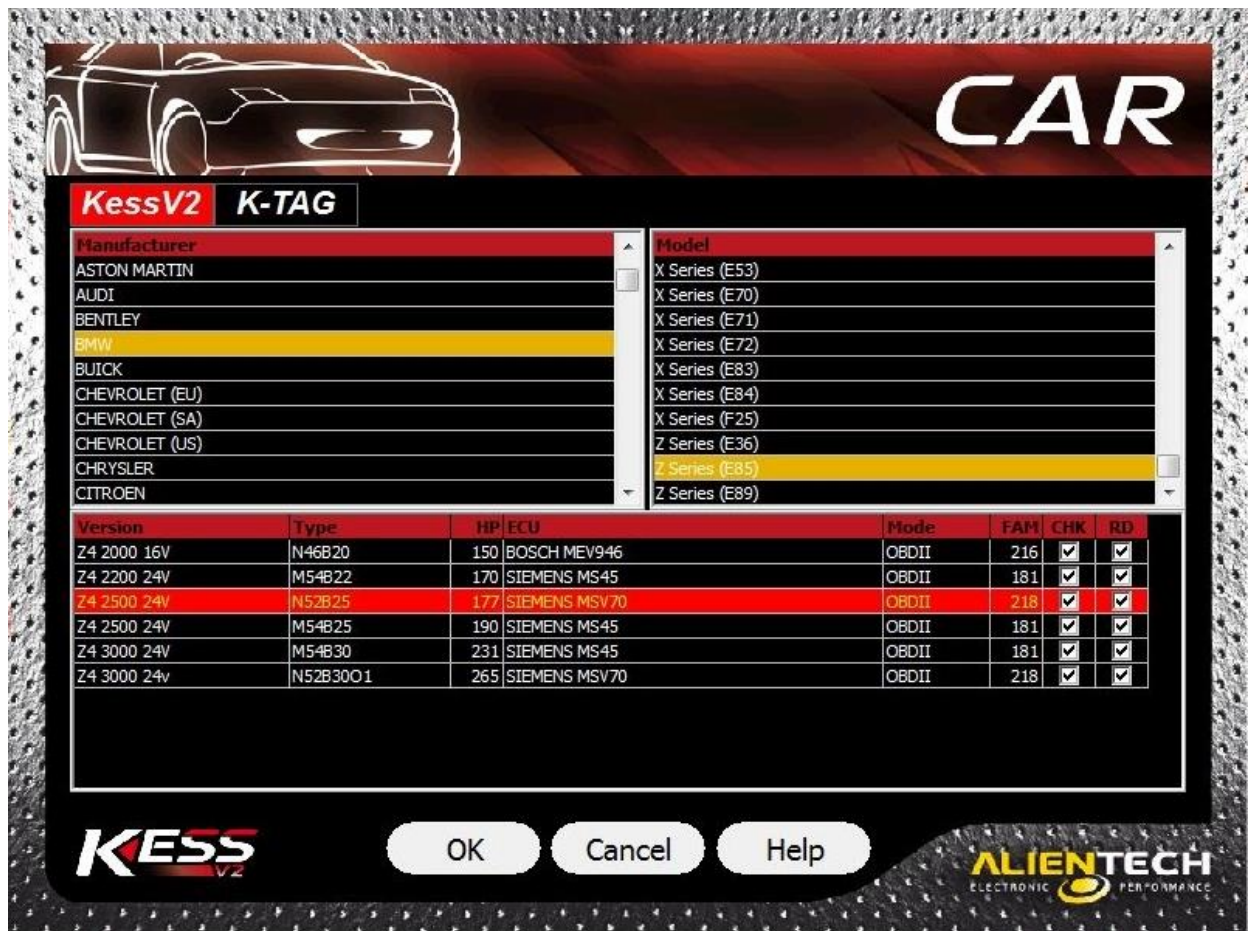 CAR
KessV2 K-TAG
Manufacturer
ASTON MARTIN
AUDI
BENTLEY
BMW
BUICK
CHEVROLET (EU)
CHEVROLET (SA)
CHEVROLET (US)
CHRYSLER
CITROEN
Model
X Series (E53)
X Series (E70)
X Series (E71)
X Series (E72)
X Series (E83)
X Series (E84)
X Series (F25)
Z Series (E36)
Z Series (E85)
Z Series (E89)
Version Type HP ECU Mode FAM CHK RD
Z4 2000 16V N46B20 150 BOSCH MEV946 OBDII 216
Z4 2200 24V M54B22 170 SIEMENS MS45 OBDII 181
Z4 2500 24V N52B25 177 SIEMENS MSV70 OBDII 218
Z4 2500 24V M54B25 190 SIEMENS MS45 OBDII 181
Z4 3000 24V M54B30 231 SIEMENS MS45 OBDII 181
Z4 3000 24v N52B30O1 265 SIEMENS MSV70 OBDII 218
KESS V2
OK Cancel Help
ALIENTECH
ELECTRONIC PERFORMANCE